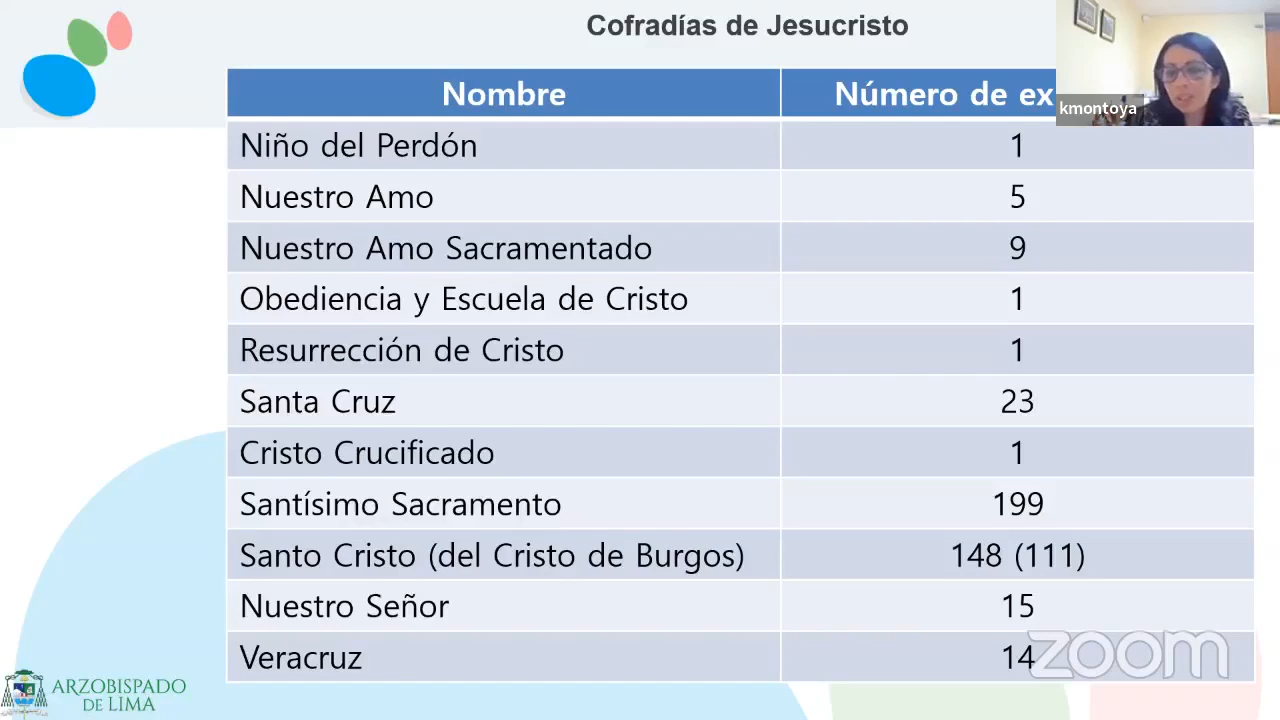 Cofradías de Jesucristo
Nombre Número de ex
kmontoya
Niño del Perdón 1
Nuestro Amo 5
Nuestro Amo Sacramentado 9
Obediencia y Escuela de Cristo 1
Resurrección de Cristo 1
Santa Cruz 23
Cristo Crucificado 1
Santísimo Sacramento 199
Santo Cristo (del Cristo de Burgos) 148 (111)
Nuestro Señor 15
Veracruz 14
zoom
ARZOBISPADO
DE LIMA